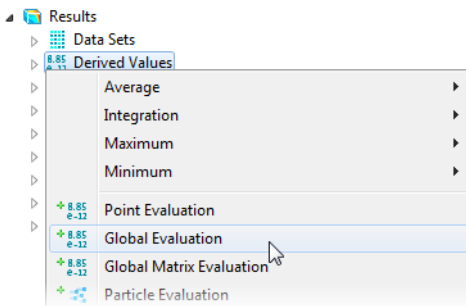 Results
Data Sets
8.85
e-12
Derived Values
Average
Integration
Maximum
Minimum
8.85
e-12
Point Evaluation
8.85
e-12
Global Evaluation
8.85
e-12
Global Matrix Evaluation
Particle Evaluation